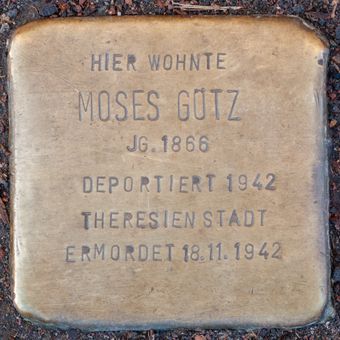 HIER WOHNTE
MOSES GÖTZ
JG. 1866
DEPORTIERT 1942
THERESIENSTADT
ERMORDET 18.11.1942